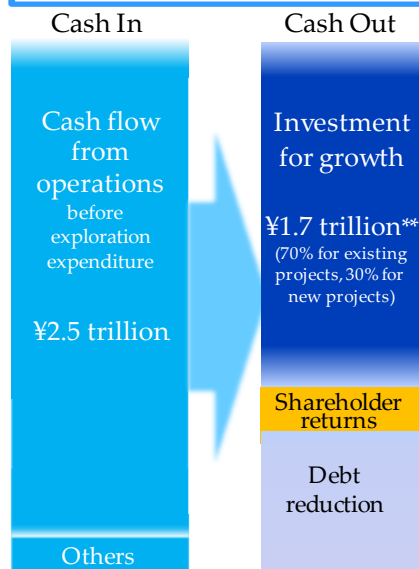 Cash In
Cash Out
Cash flow
from
operations
before
exploration
expenditure
¥2.5 trillion
Others
Investment
for growth
¥1.7 trillion**
(70% for existing
projects, 30% for
new projects)
Shareholder
returns
Debt
reduction